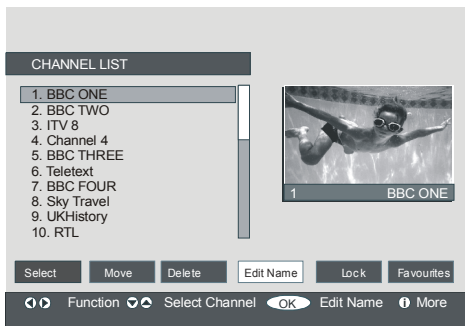 CHANNEL LIST
1. BBC ONE
2. BBC TWO
3. ITV 8
4. Channel 4
5. BBC THREE
6. Teletext
7. BBC FOUR
8. Sky Travel
9. UKHistory
10. RTL
1 BBC ONE
Select Move Delete Edit Name Lock Favourites
Function Select Channel OK Edit Name i More